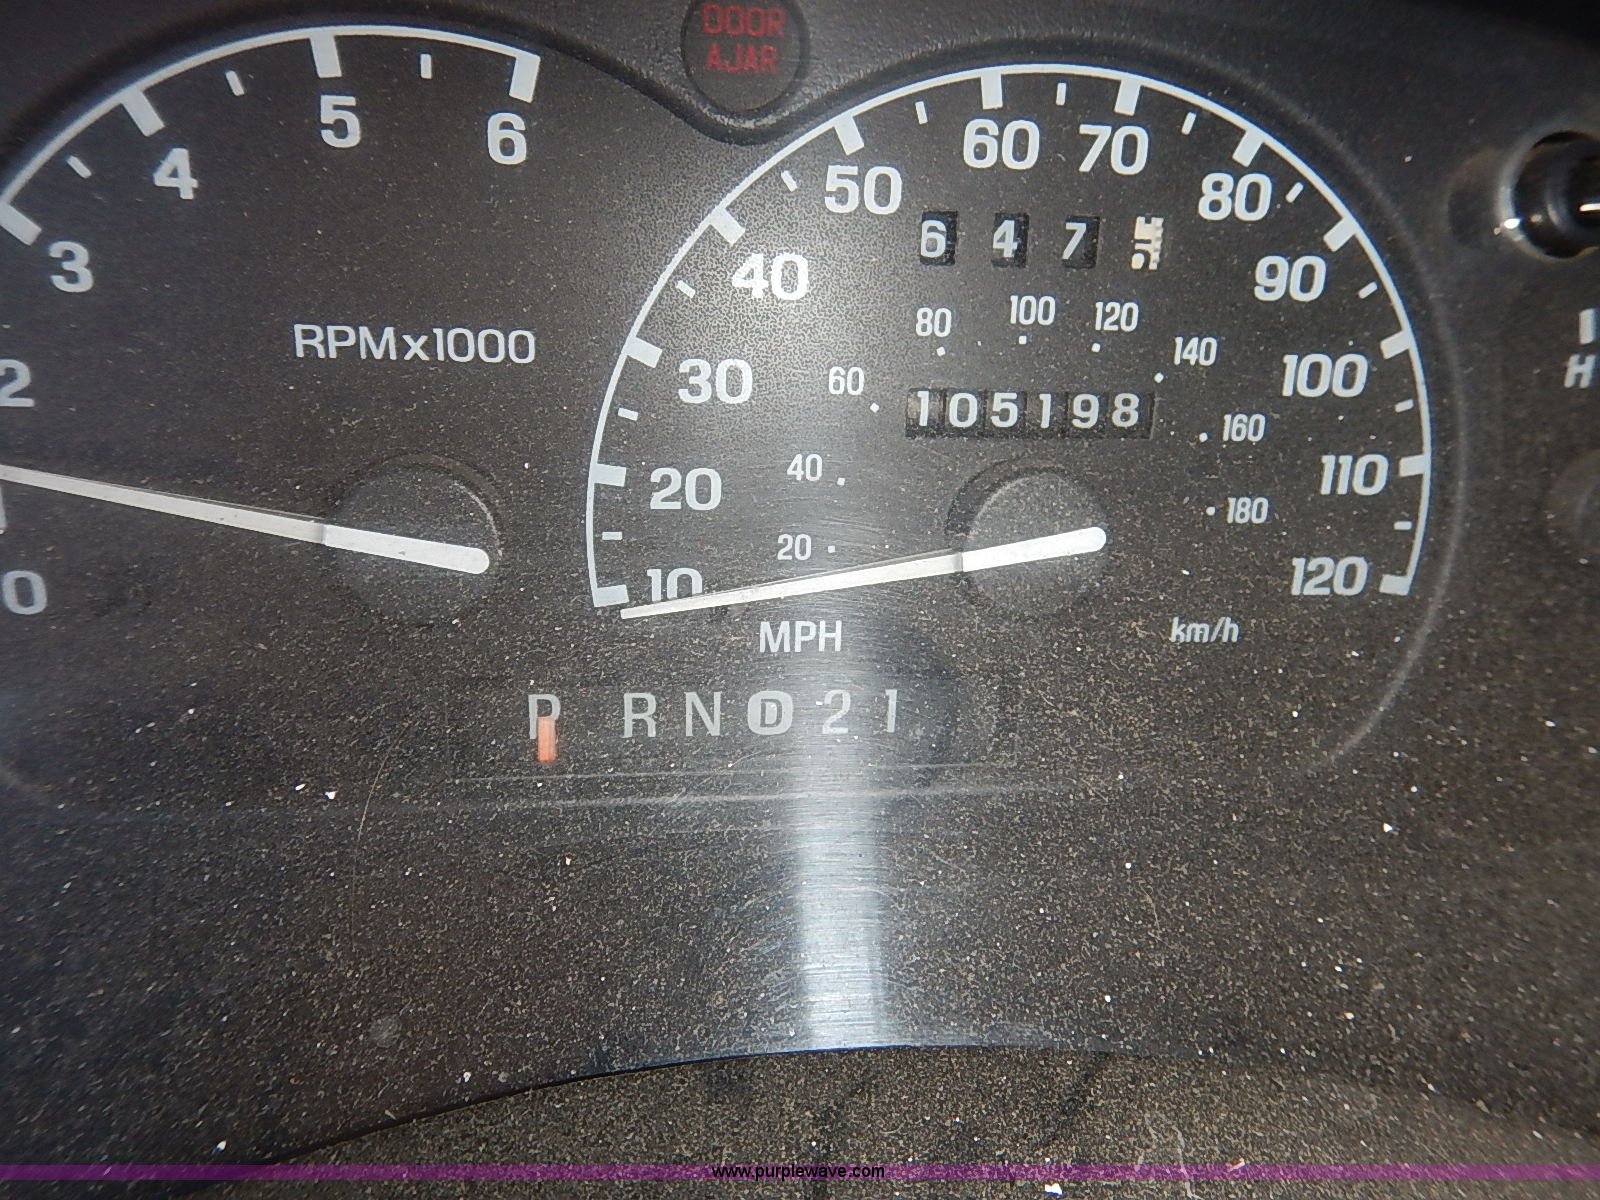 DOOR
AJAR
0 2 3 4 5 6
RPMx1000
10 20 30 40 50 60 70 80 90 100 110 120
6 4 7
20 40 60 80 100 120 140 160 180
105198
MPH
km/h
P R N D 2 1
H
www.purplewave.com